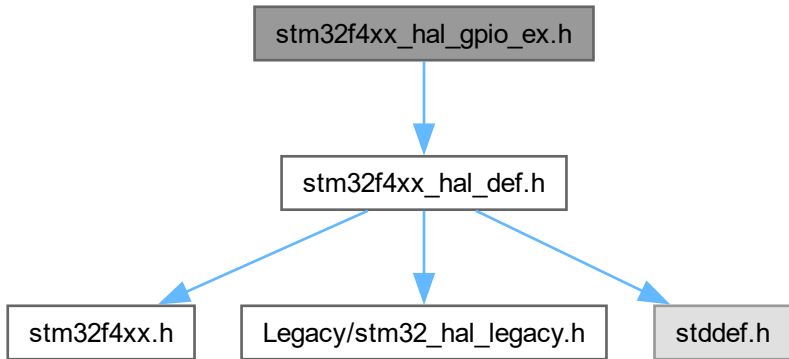 stm32f4xx_hal_gpio_ex.h
stm32f4xx_hal_def.h
stm32f4xx.h
Legacy/stm32_hal_legacy.h
stddef.h